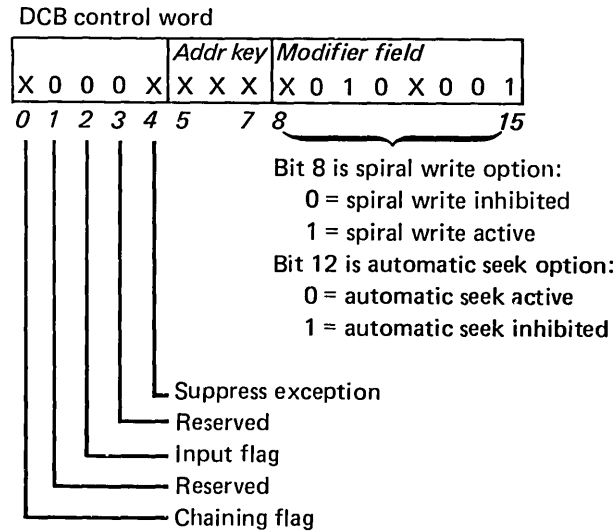 DCB control word
Addr key Modifier field
X 0 0 0 X X X X X 0 1 0 X 0 0 1
0 1 2 3 4 5 7 8 15
Bit 8 is spiral write option:
0 = spiral write inhibited
1 = spiral write active
Bit 12 is automatic seek option:
0 = automatic seek active
1 = automatic seek inhibited
Suppress exception
Reserved
Input flag
Reserved
Chaining flag